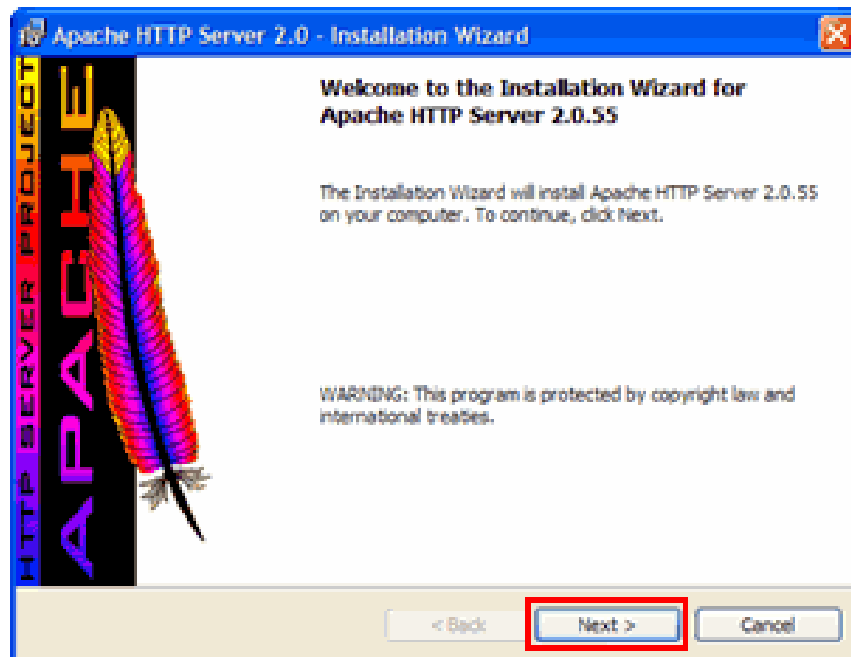 Apache HTTP Server 2.0 - Installation Wizard
HTTP SERVER PROJECT
APACHE
Welcome to the Installation Wizard for
Apache HTTP Server 2.0.55
The Installation Wizard will install Apache HTTP Server 2.0.55
on your computer. To continue, click Next.
WARNING: This program is protected by copyright law and
international treaties.
< Back
Next >
Cancel